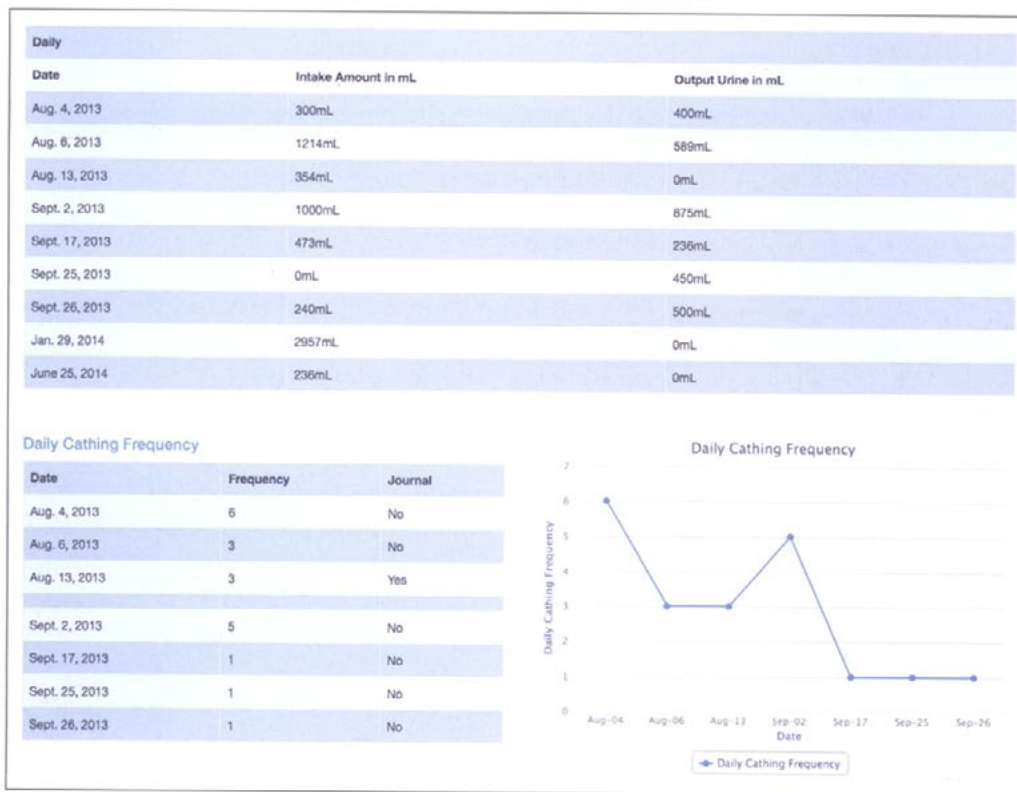 Daily
Date Intake Amount in mL Output Urine in mL
Aug. 4, 2013 300mL 400mL
Aug. 6, 2013 1214mL 589mL
Aug. 13, 2013 354mL 0mL
Sept. 2, 2013 1000mL 875mL
Sept. 17, 2013 473mL 236mL
Sept. 25, 2013 0mL 450mL
Sept. 26, 2013 240mL 500mL
Jan. 29, 2014 2957mL 0mL
June 25, 2014 236mL 0mL
Daily Cathing Frequency
Date Frequency Journal
Aug. 4, 2013 6 No
Aug. 6, 2013 3 No
Aug. 13, 2013 3 Yes
Sept. 2, 2013 5 No
Sept. 17, 2013 1 No
Sept. 25, 2013 1 No
Sept. 26, 2013 1 No
Daily Cathing Frequency
Daily Cathing Frequency
7
6
5
4
3
2
1
0
Aug-04 Aug-06 Aug-13 Sep-02 Sep-17 Sep-25 Sep-26
Date
Daily Cathing Frequency